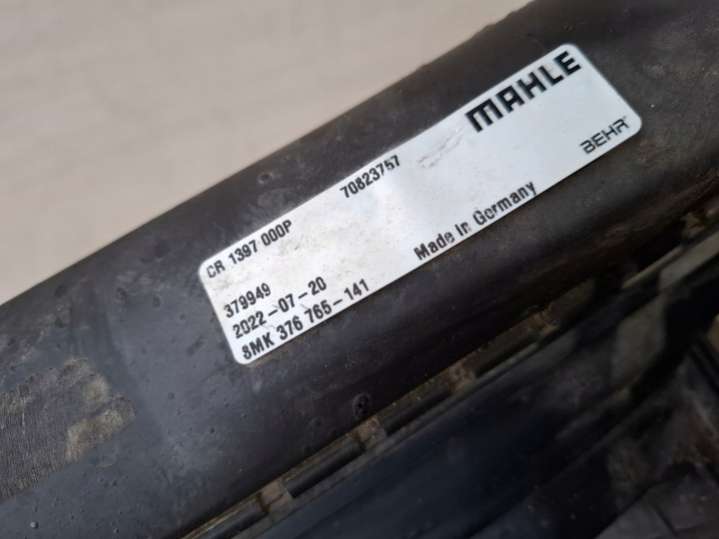 MAHLE
BEHR
CR 1397 000P 70823757
379949
2022-07-20
8MK 376 765-141 Made in Germany